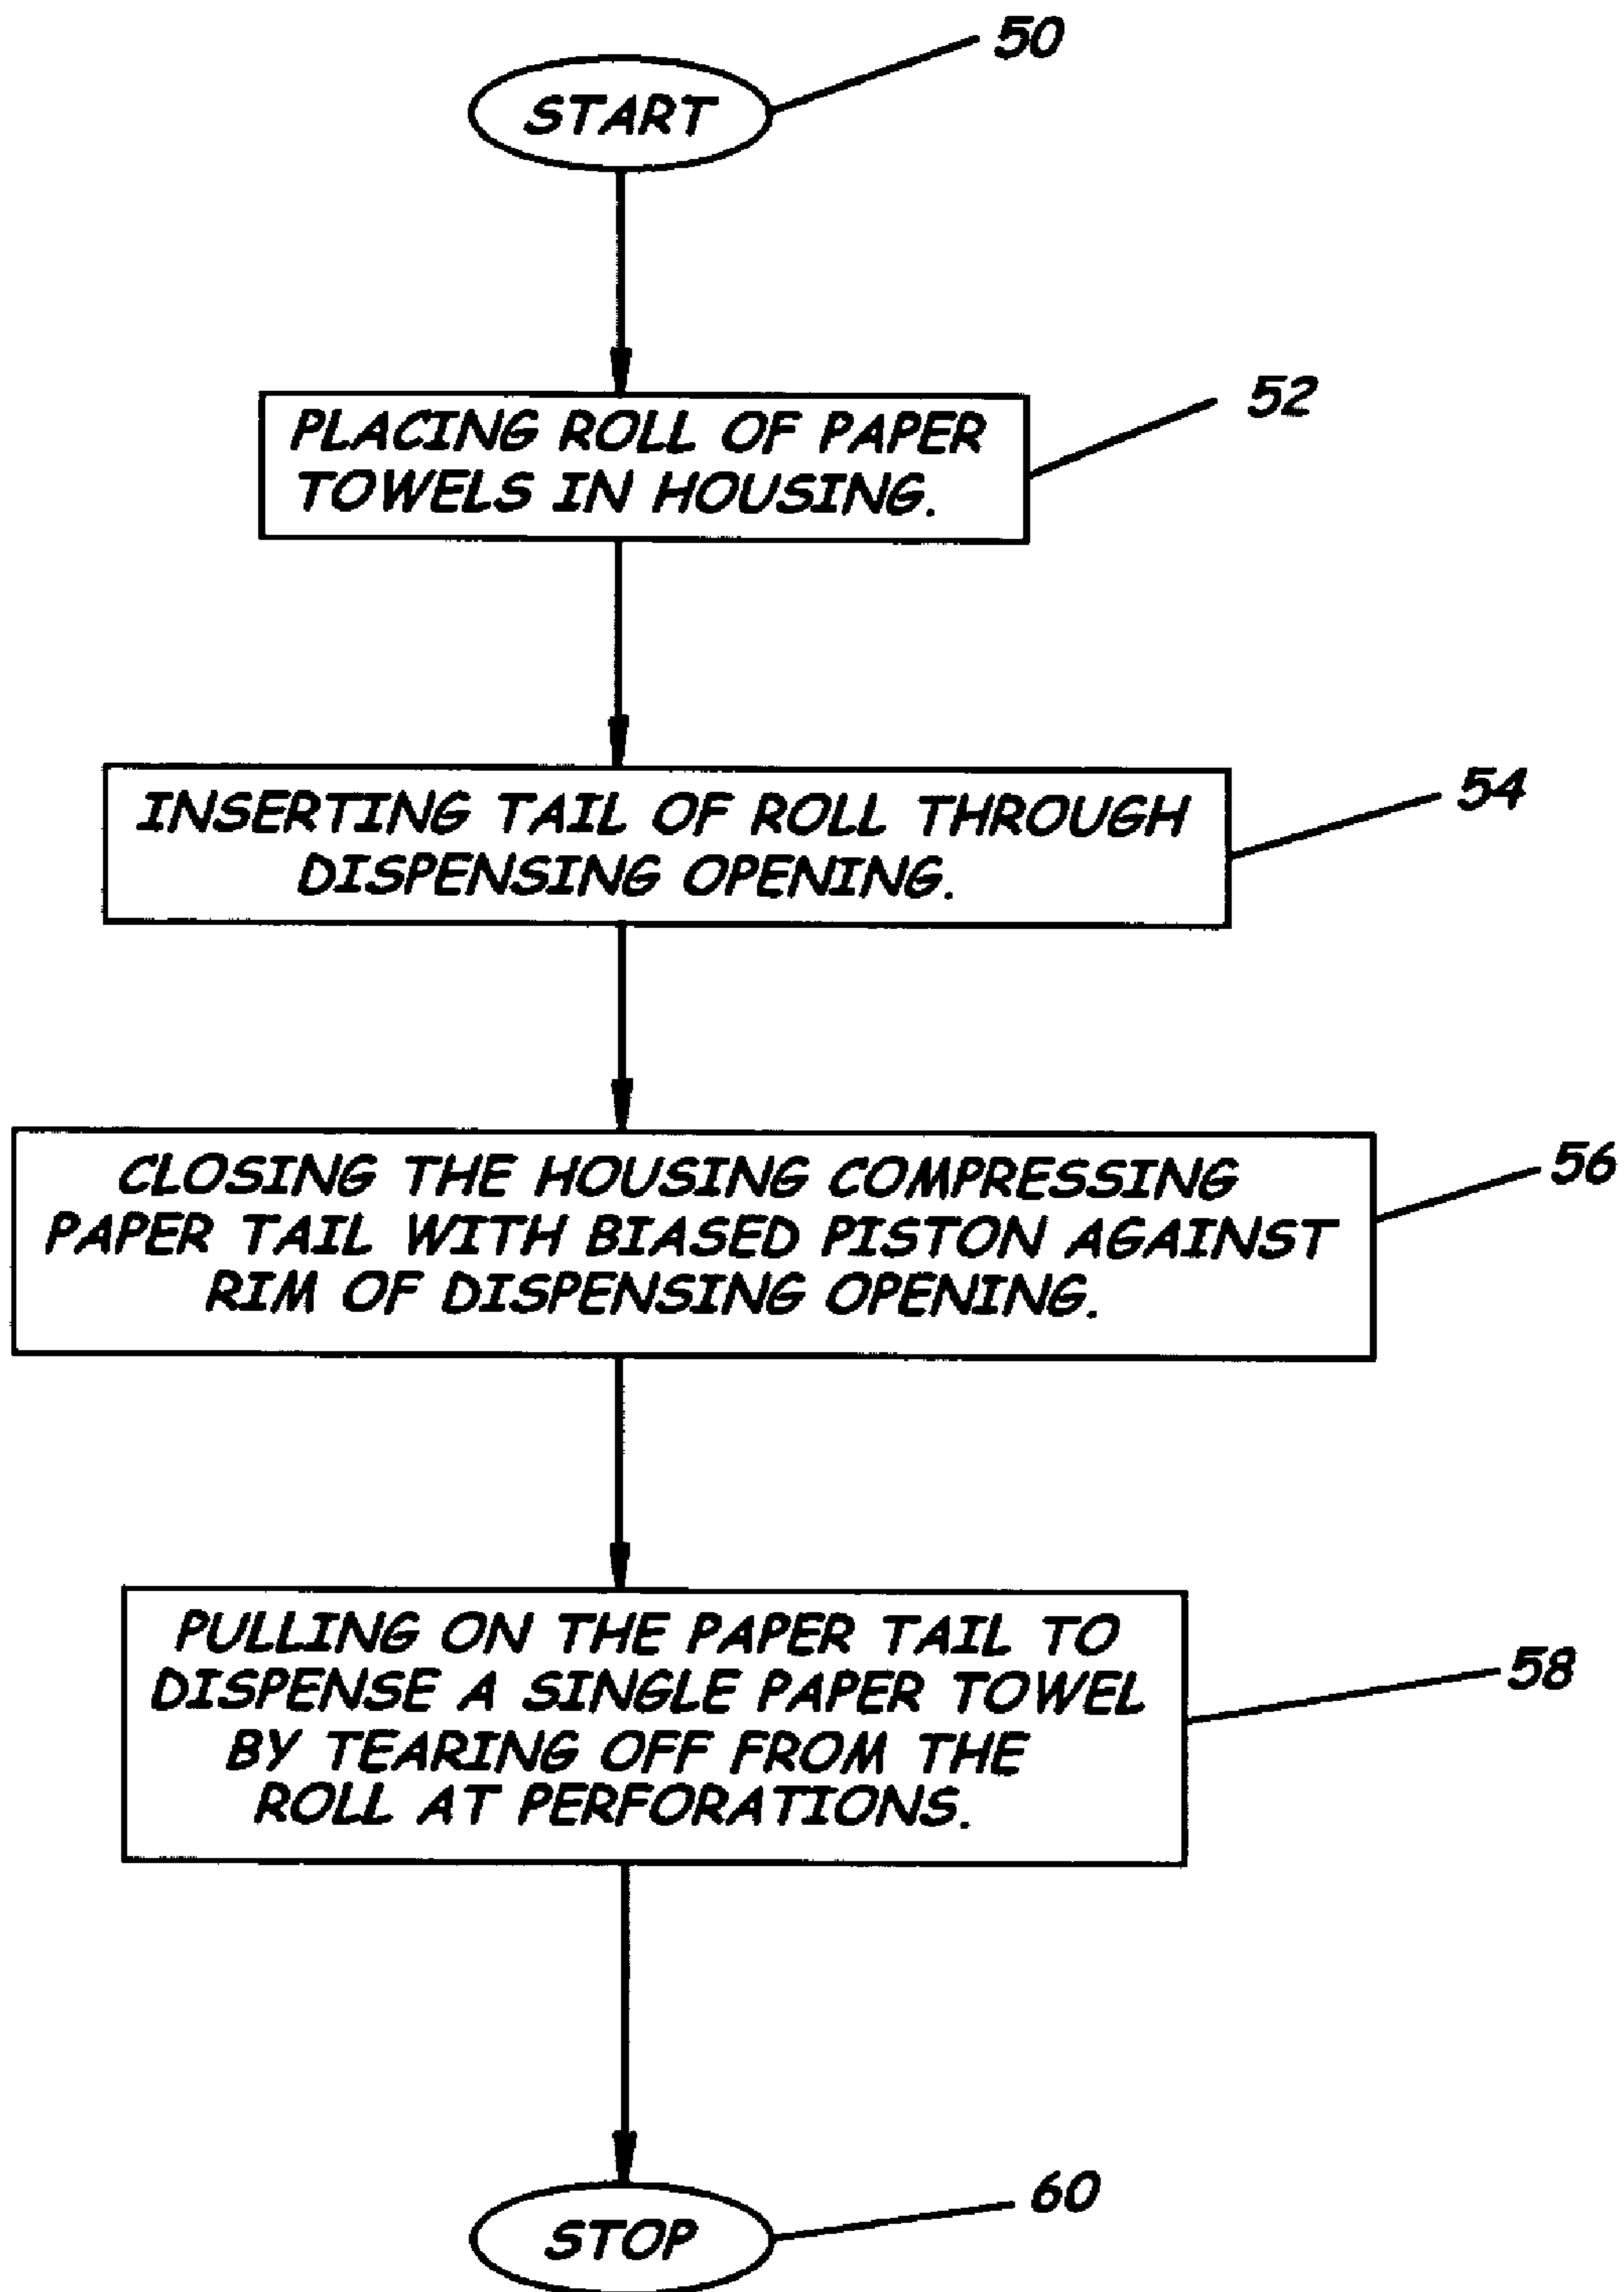 50
START
52
PLACING ROLL OF PAPER
TOWELS IN HOUSING.
54
INSERTING TAIL OF ROLL THROUGH
DISPENSING OPENING.
56
CLOSING THE HOUSING COMPRESSING
PAPER TAIL WITH BIASED PISTON AGAINST
RIM OF DISPENSING OPENING.
58
PULLING ON THE PAPER TAIL TO
DISPENSE A SINGLE PAPER TOWEL
BY TEARING OFF FROM THE
ROLL AT PERFORATIONS.
60
STOP